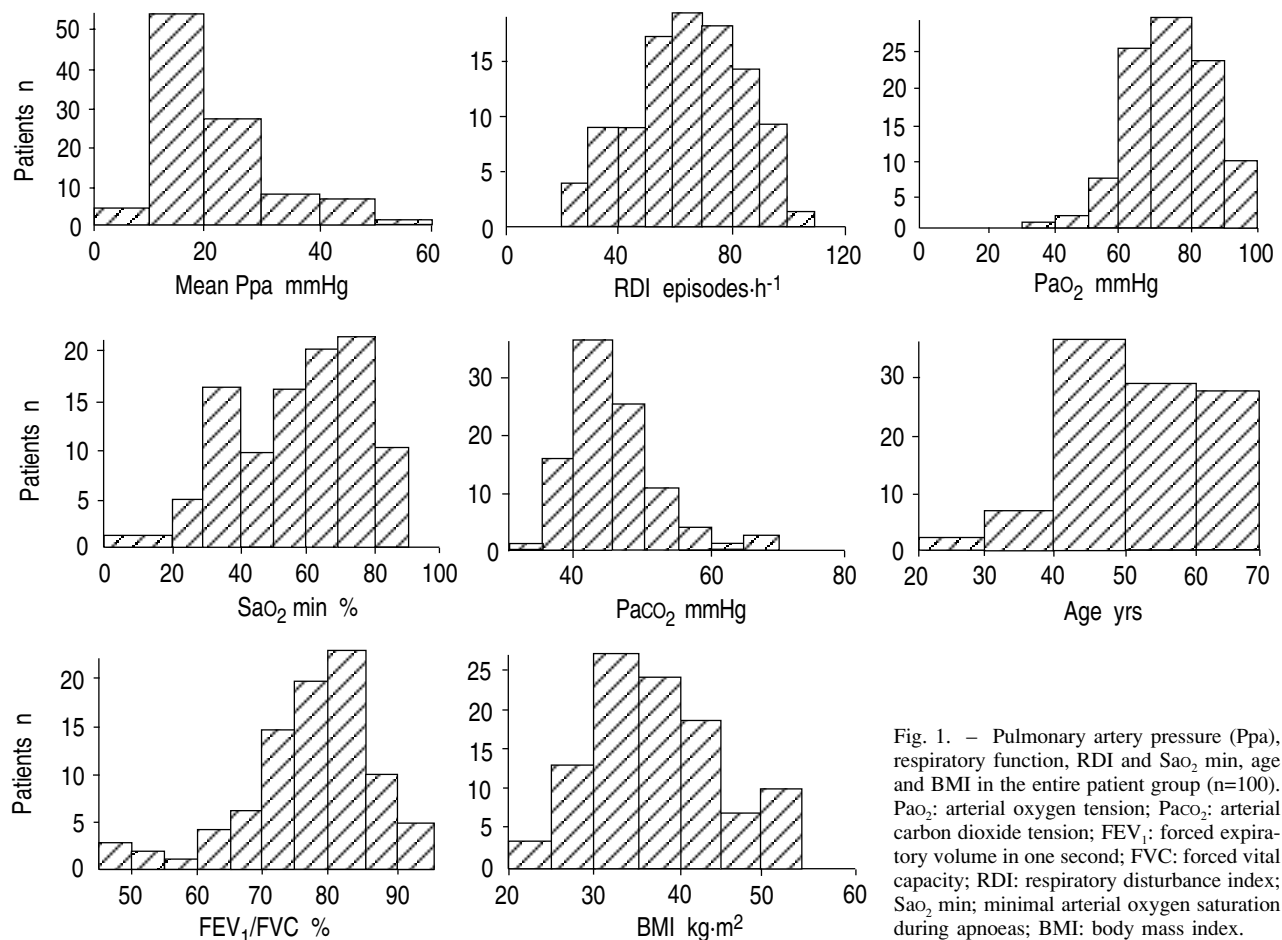 50
40
30
20
10
0
Patients n
0 20 40 60
Mean Ppa mmHg
15
10
5
0
0 40 80 120
RDI episodes·h-1
25
20
15
10
5
0
0 20 40 60 80 100
PaO2 mmHg
20
15
10
5
0
Patients n
0 20 40 60 80 100
SaO2 min %
30
20
10
0
40 60 80
PaCO2 mmHg
30
20
10
0
20 30 40 50 60 70
Age yrs
20
15
10
5
0
Patients n
50 60 70 80 90
FEV1/FVC %
25
20
15
10
5
0
20 30 40 50 60
BMI kg·m2
Fig. 1. – Pulmonary artery pressure (Ppa),
respiratory function, RDI and SaO2 min, age
and BMI in the entire patient group (n=100).
PaO2: arterial oxygen tension; PaCO2: arterial
carbon dioxide tension; FEV1: forced expira-
tory volume in one second; FVC: forced vital
capacity; RDI: respiratory disturbance index;
SaO2 min; minimal arterial oxygen saturation
during apnoeas; BMI: body mass index.